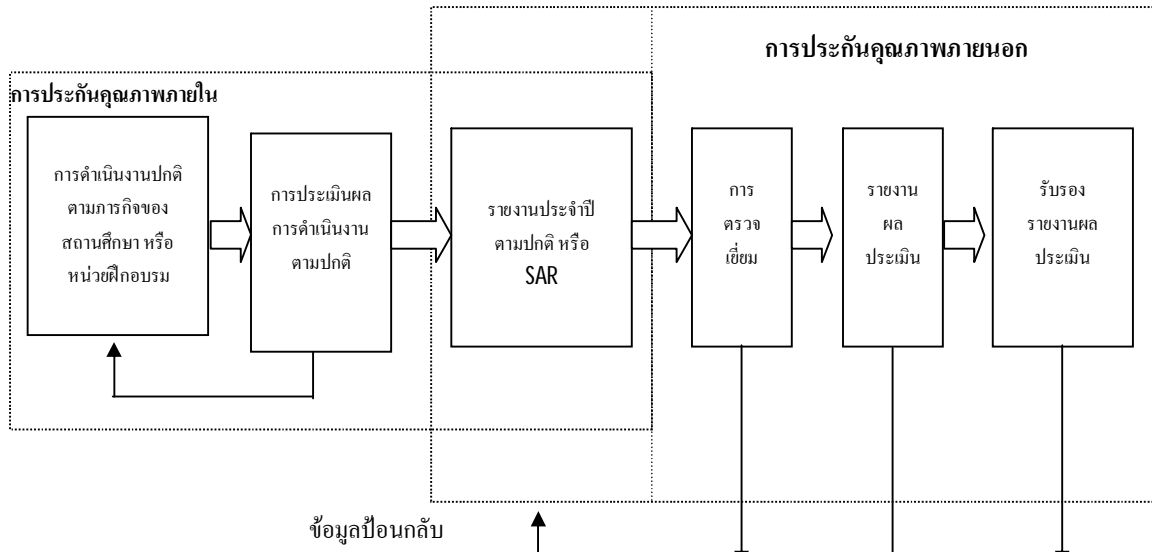 การประกันคุณภาพภายนอก
การประกันคุณภาพภายใน
การดำเนินงานปกติ
ตามภารกิจของ
สถานศึกษา หรือ
หน่วยฝึกอบรม
การประเมินผล
การดำเนินงาน
ตามปกติ
รายงานประจำปี
ตามปกติ หรือ
SAR
การ
ตรวจ
เยี่ยม
รายงาน
ผล
ประเมิน
รับรอง
รายงานผล
ประเมิน
ข้อมูลป้อนกลับ